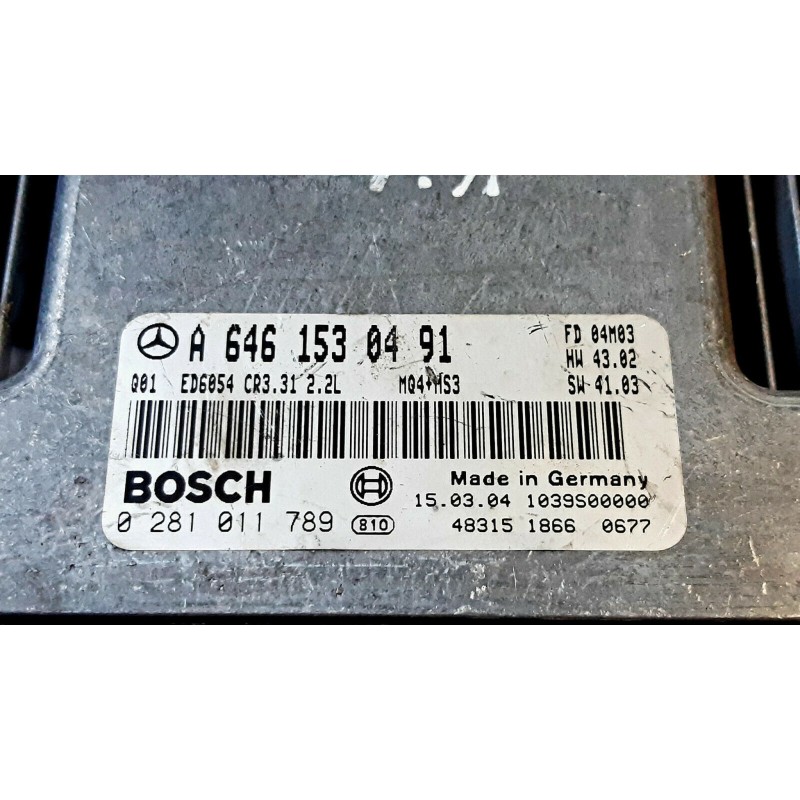 A 646 153 04 91
FD 04M03
HW 43.02
Q01 ED6054 CR3.31 2.2L MQ4+MS3 SW 41.03
BOSCH
Made in Germany
15.03.04 1039S00000
0 281 011 789 810 48315 1866 0677